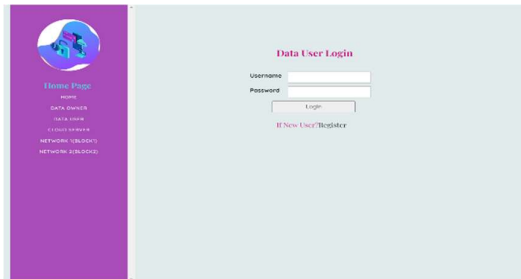 Home Page
HOME
DATA OWNER
DATA USER
CLOUD SERVER
NETWORK 1(BLOCK1)
NETWORK 2(BLOCK2)
Data User Login
Username
Password
Login
If New User?Register